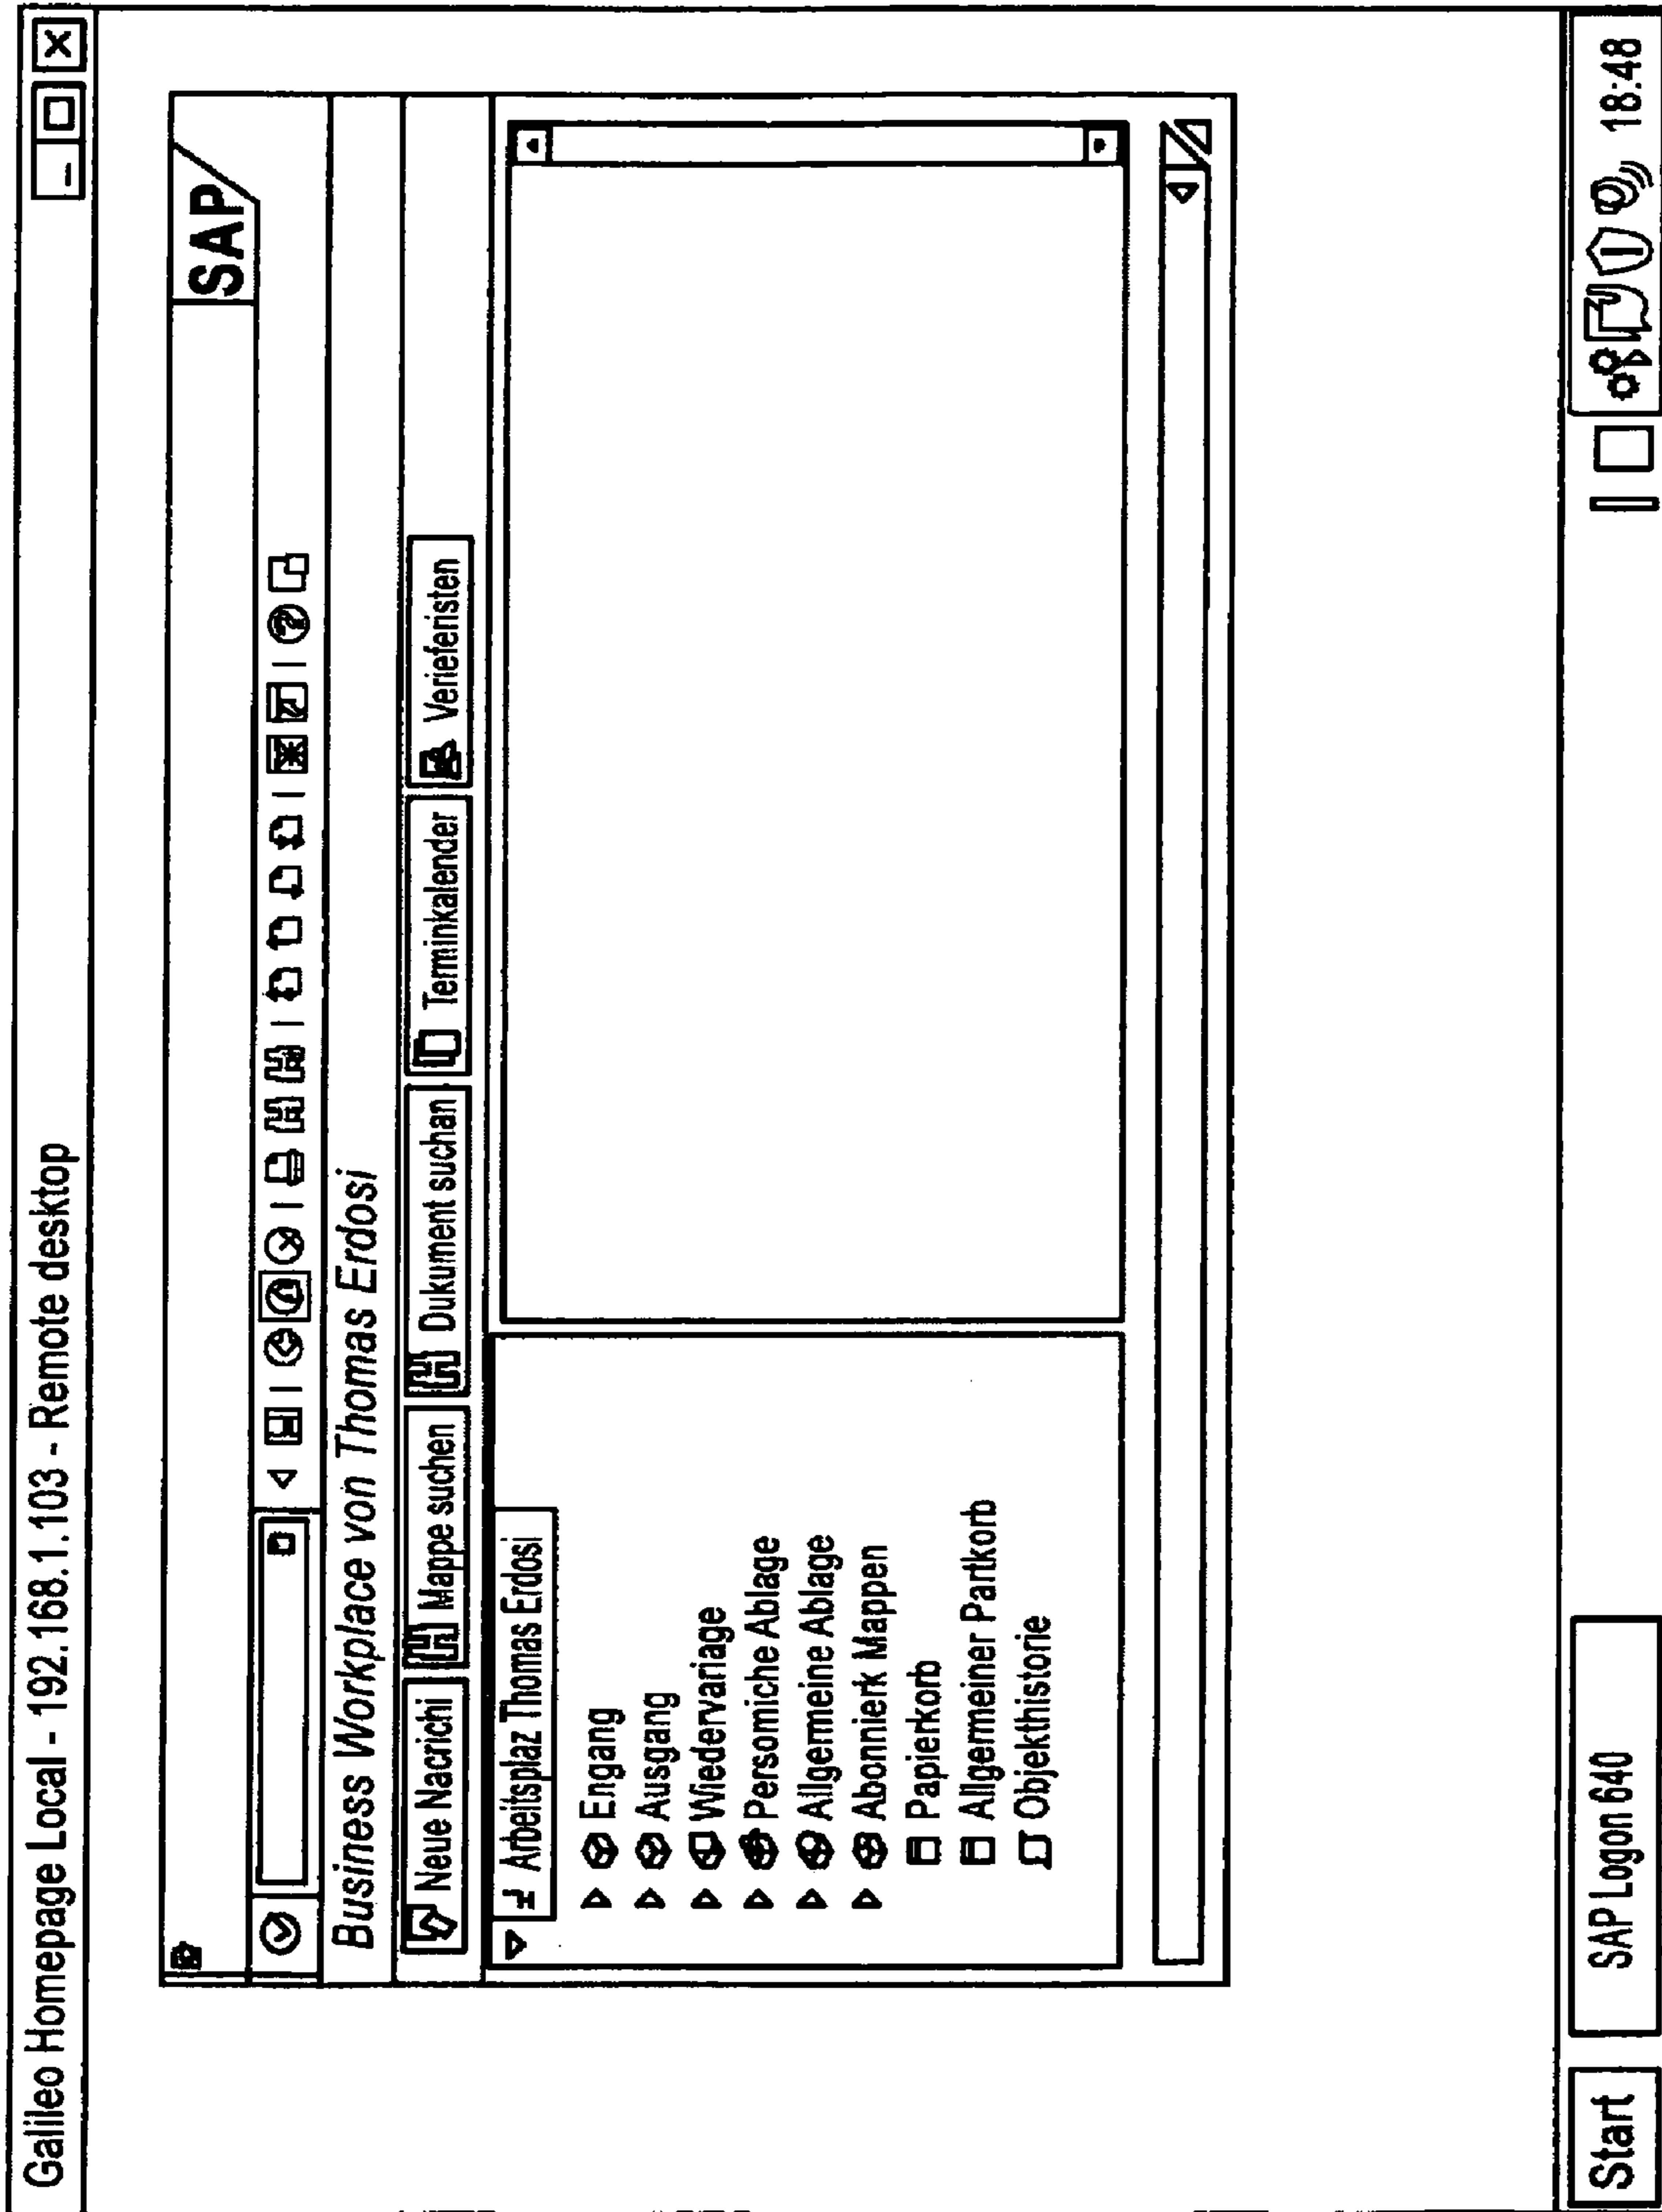 Galileo Homepage Local - 192.168.1.103 - Remote desktop
SAP
Business Workplace von Thomas Erdosi
Neue Nacrichi Mappe suchen Dukument suchan Terminkalender Veriefenisten
Arbeitsplaz Thomas Erdosi
Engang
Ausgang
Wiedervariage
Persomiche Ablage
Allgemeine Ablage
Abonnierk Mappen
Papierkorb
Allgermeiner Partkorb
Objekthistorie
Start SAP Logon 640 18:48